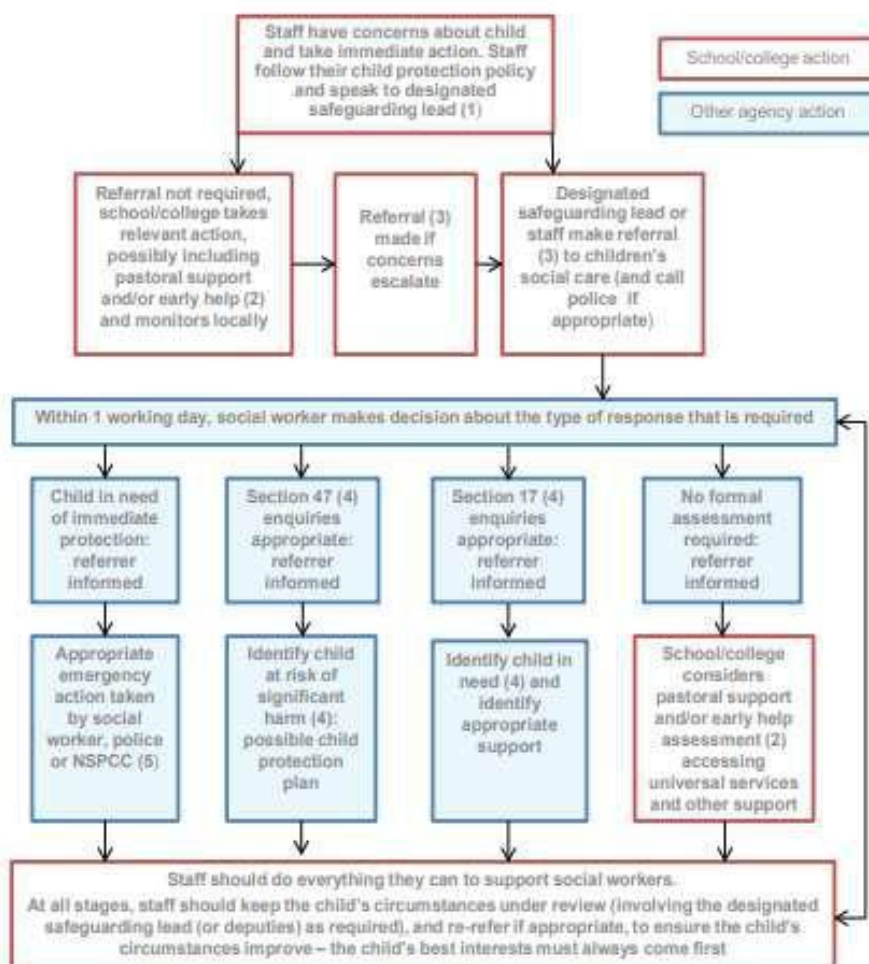 Staff have concerns about child
and take immediate action. Staff
follow their child protection policy
and speak to designated
safeguarding lead (1)
School/college action
Other agency action
Referral not required,
school/college takes
relevant action,
possibly including
pastoral support
and/or early help (2)
and monitors locally
Referral (3)
made if
concerns
escalate
Designated
safeguarding lead or
staff make referral
(3) to children's
social care (and call
police if
appropriate)
Within 1 working day, social worker makes decision about the type of response that is required
Child in need
of immediate
protection:
referrer
informed
Section 47 (4)
enquiries
appropriate:
referrer
informed
Section 17 (4)
enquiries
appropriate:
referrer
informed
No formal
assessment
required:
referrer
informed
Appropriate
emergency
action taken
by social
worker, police
or NSPCC (5)
Identify child
at risk of
significant
harm (4):
possible child
protection
plan
Identify child in
need (4) and
identify
appropriate
support
School/college
considers
pastoral support
and/or early help
assessment (2)
accessing
universal services
and other support
Staff should do everything they can to support social workers.
At all stages, staff should keep the child's circumstances under review (involving the designated
safeguarding lead (or deputies) as required), and re-refer if appropriate, to ensure the child's
circumstances improve – the child's best interests must always come first